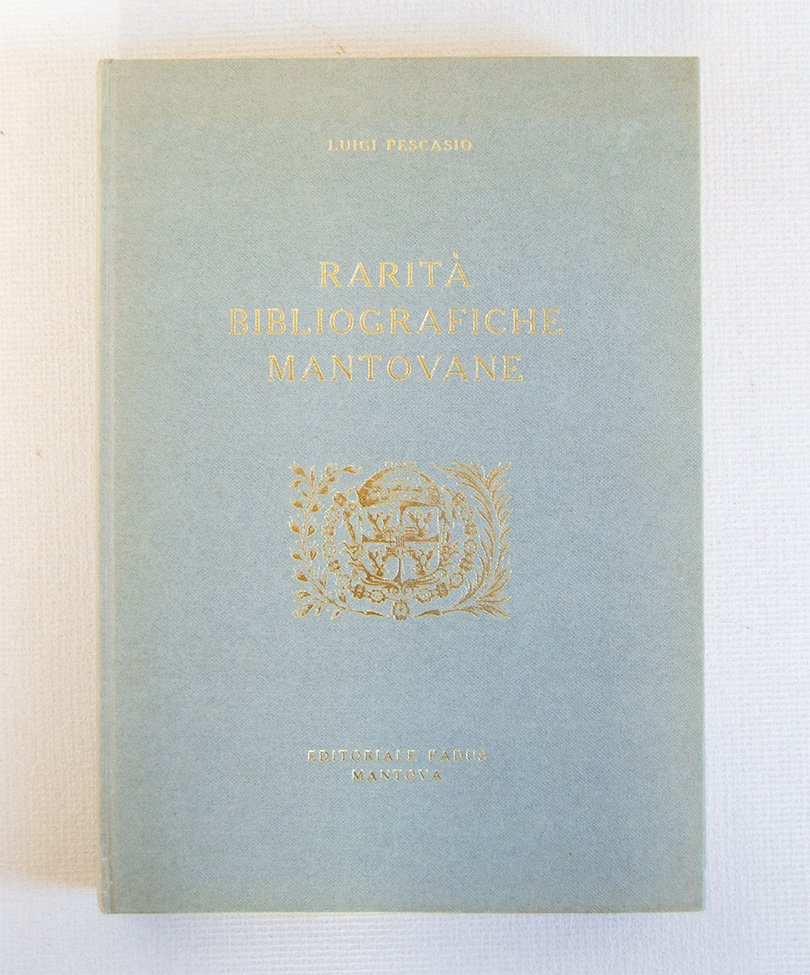 LUIGI PESCASIO
RARITÀ
BIBLIOGRAFICHE
MANTOVANE
EDITORIALE PADUS
MANTOVA